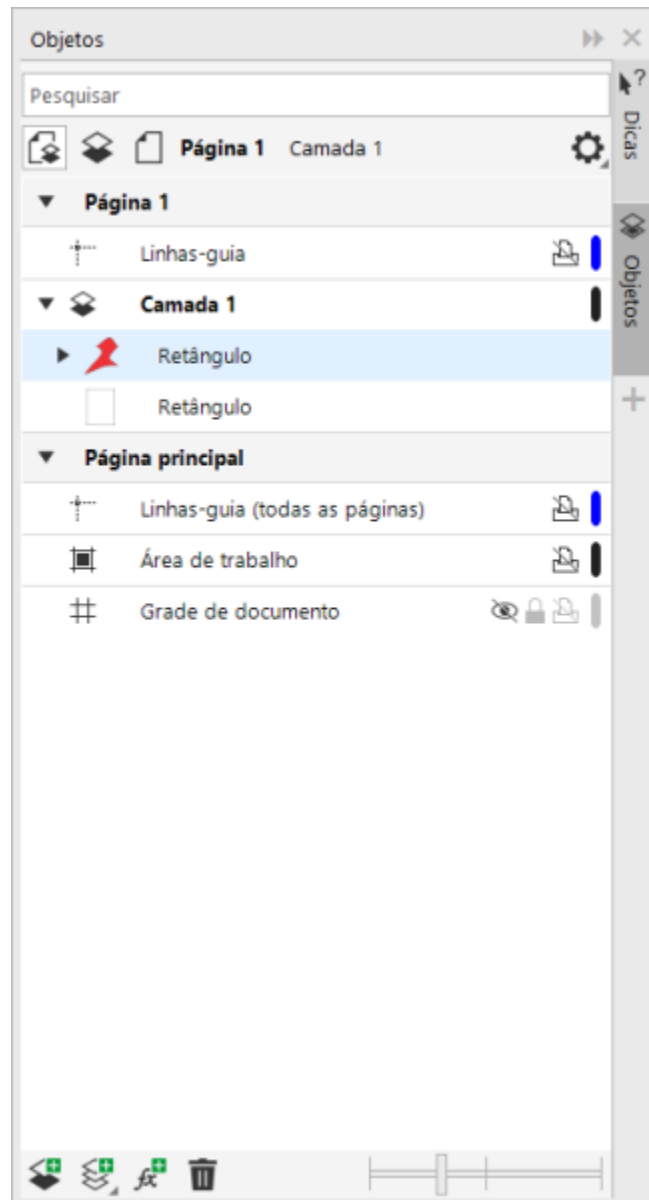 Objetos
Pesquisar
Página 1 Camada 1
Página 1
Linhas-guia
Camada 1
Retângulo
Retângulo
Página principal
Linhas-guia (todas as páginas)
Área de trabalho
Grade de documento
fx
Dicas
Objetos